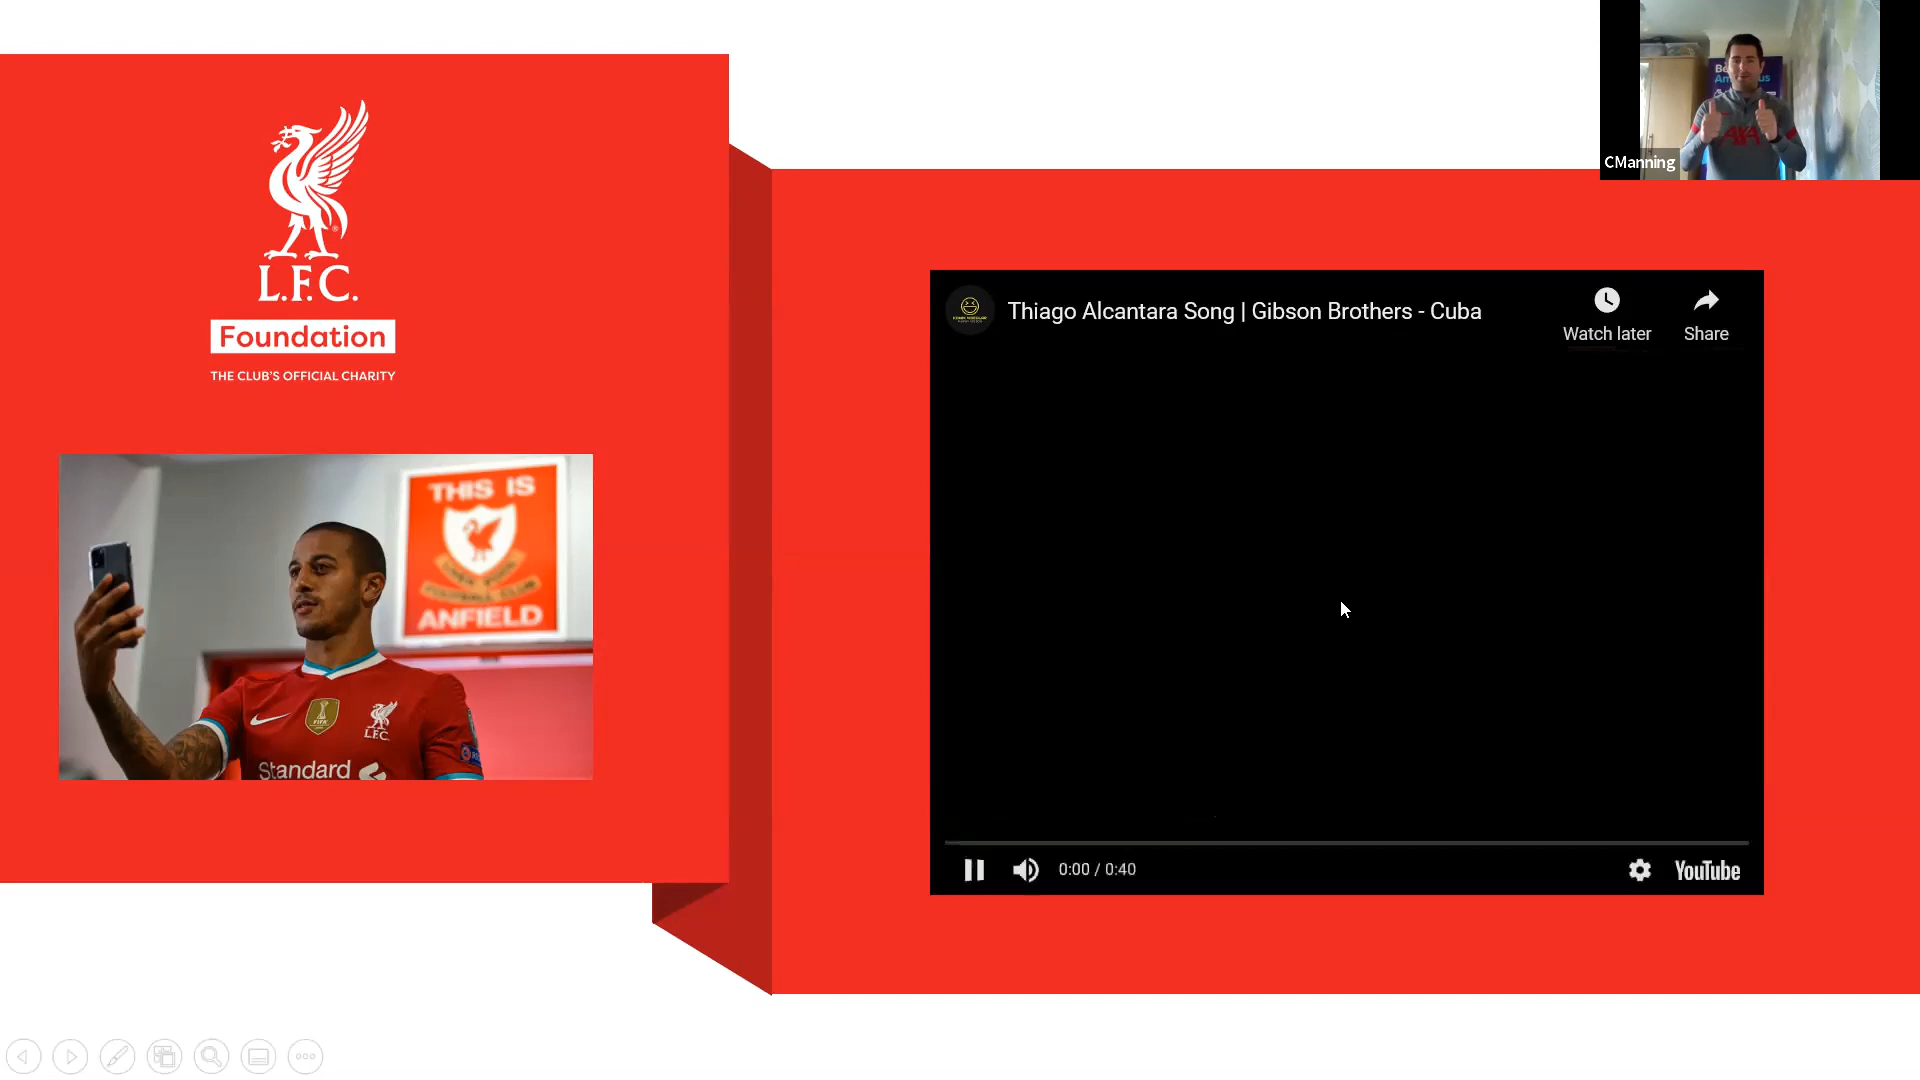 L.F.C.
Foundation
THE CLUB'S OFFICIAL CHARITY
THIS IS
ANFIELD
L.F.C.
Standard
Thiago Alcantara Song | Gibson Brothers - Cuba
Watch later
Share
0:00 / 0:40
YouTube
CManning
AXA